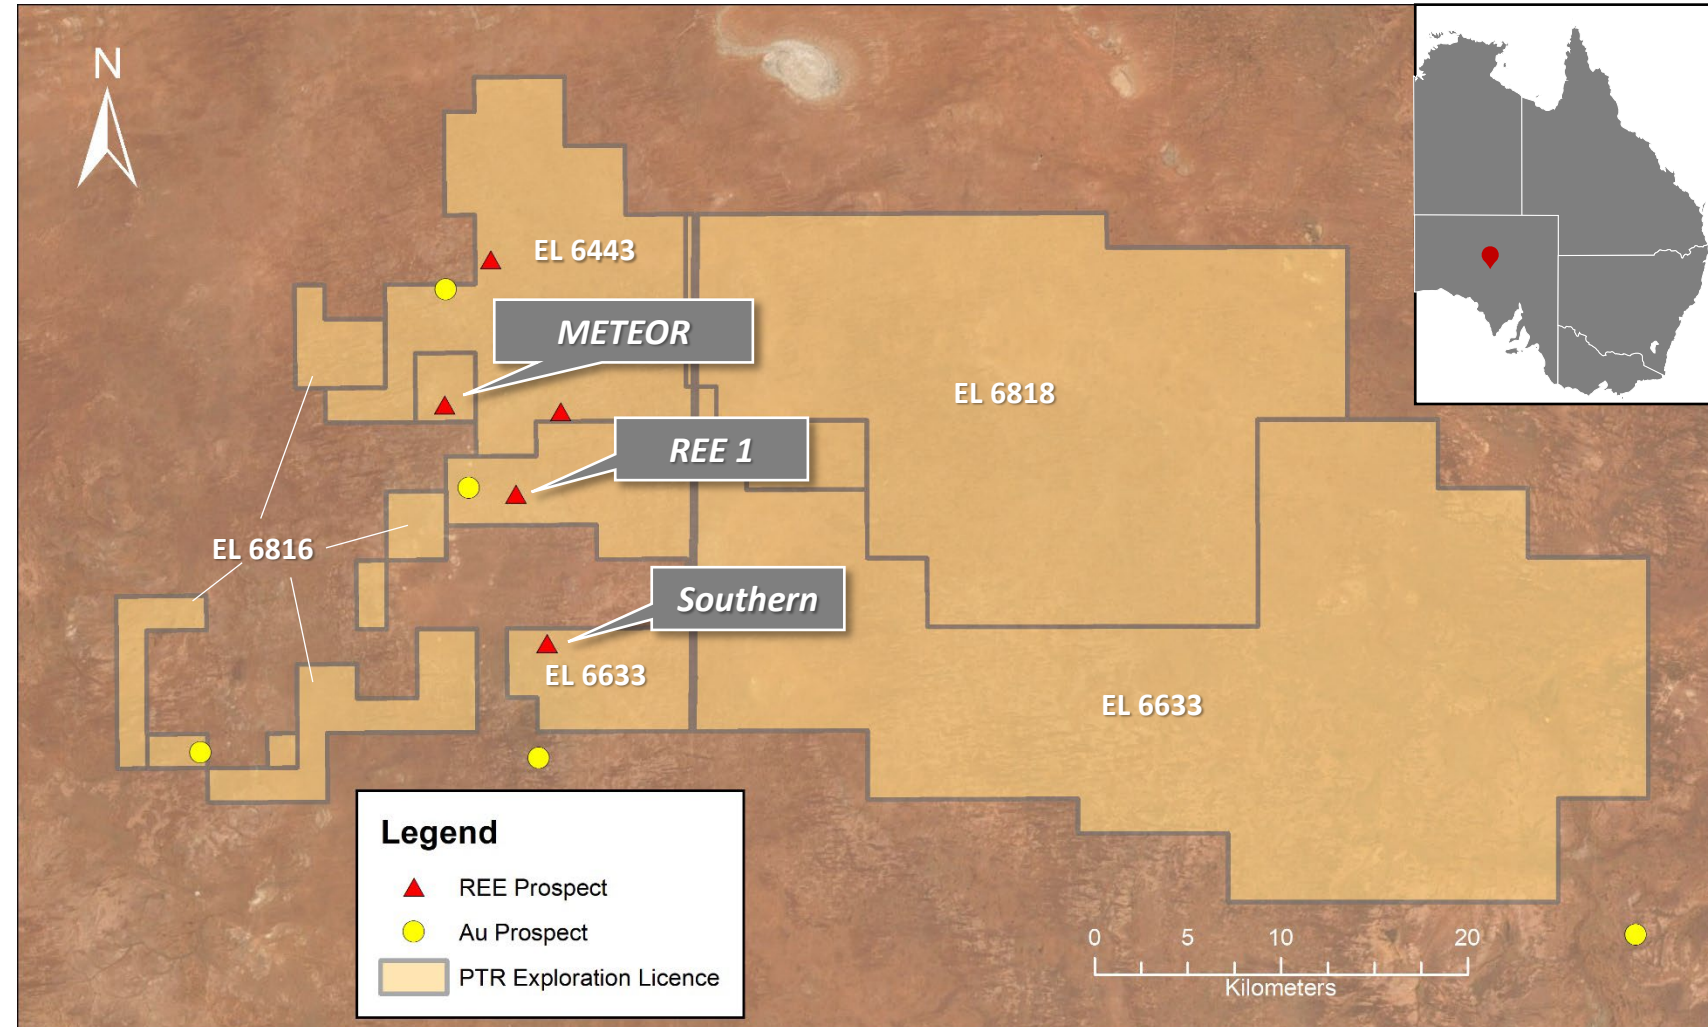 N
EL 6443
METEOR
EL 6818
REE 1
EL 6816
Southern
EL 6633
EL 6633
Legend
REE Prospect
Au Prospect
PTR Exploration Licence
0 5 10 20
Kilometers